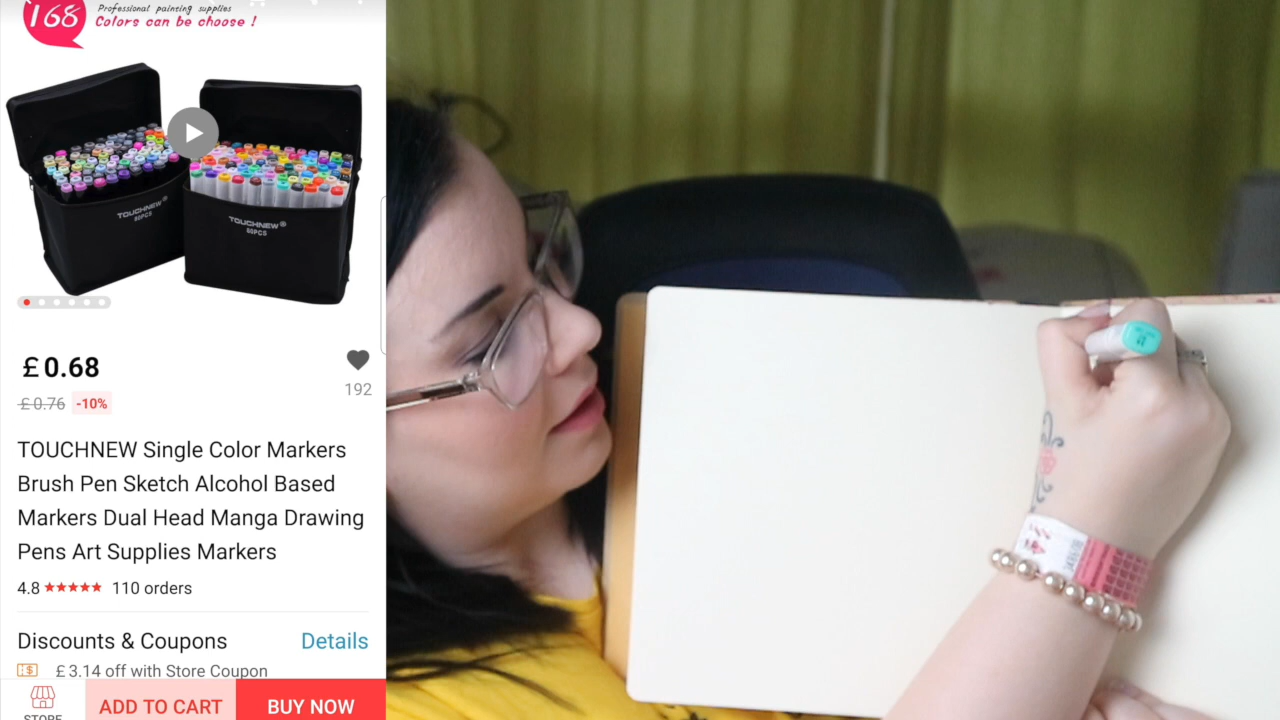 168
Professional painting supplies
Colors can be choose !
TOUCHNEW®
80PCS
TOUCHNEW®
80PCS
£0.68
192
£0.76 -10%
TOUCHNEW Single Color Markers
Brush Pen Sketch Alcohol Based
Markers Dual Head Manga Drawing
Pens Art Supplies Markers
4.8 110 orders
Discounts & Coupons Details
£3.14 off with Store Coupon
STORE
ADD TO CART
BUY NOW